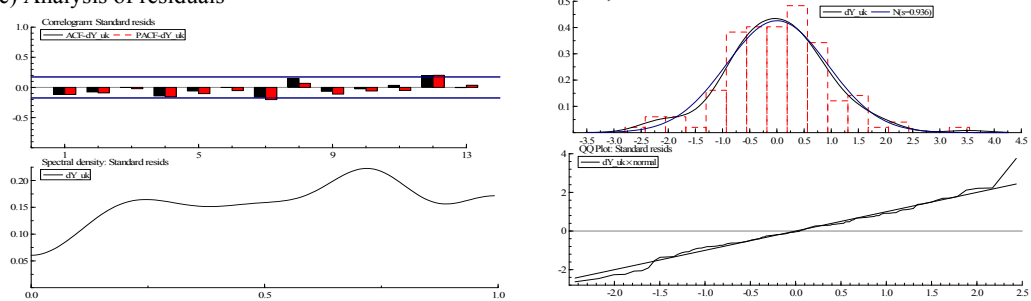 e) Analysis of residuals
Correlogram: Standard resids
ACF-dY_uk PACF-dY_uk
1.0
0.5
0.0
-0.5
1 5 9 13
Spectral density: Standard resids
dY_uk
0.20
0.15
0.10
0.05
0.0 0.5 1.0
0.5
dY_uk N(s=0.936)
0.4
0.3
0.2
0.1
-3.5 -3.0 -2.5 -2.0 -1.5 -1.0 -0.5 0.0 0.5 1.0 1.5 2.0 2.5 3.0 3.5 4.0 4.5
QQ Plot: Standard resids
4
dY_uk×normal
2
0
-2
-2.0 -1.5 -1.0 -0.5 0.0 0.5 1.0 1.5 2.0 2.5